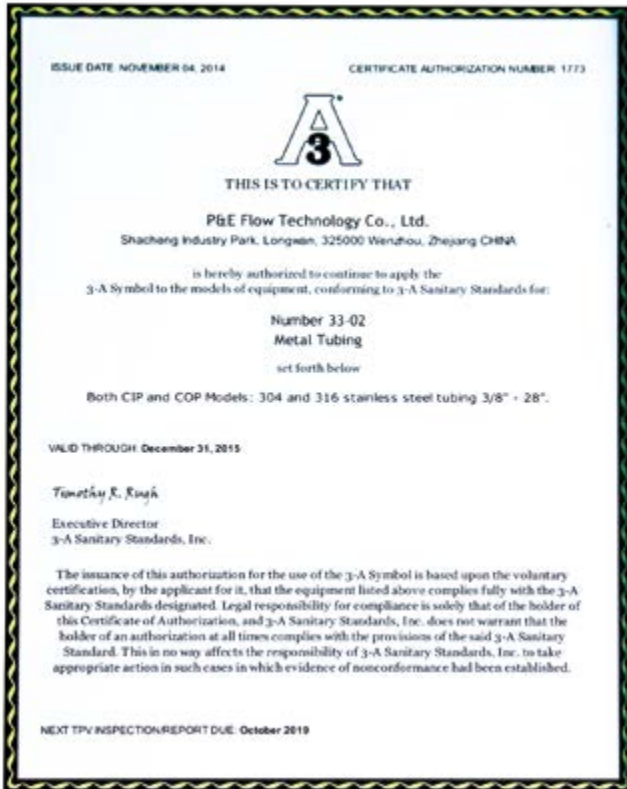 ISSUE DATE: NOVEMBER 04, 2014
CERTIFICATE AUTHORIZATION NUMBER: 1773
A
3
THIS IS TO CERTIFY THAT
P&E Flow Technology Co., Ltd.
Shacheng Industry Park, Longwan, 325000 Wenzhou, Zhejiang CHINA
is hereby authorized to continue to apply the
3-A Symbol to the models of equipment, conforming to 3-A Sanitary Standards for:
Number 33-02
Metal Tubing
set forth below
Both CIP and COP Models: 304 and 316 stainless steel tubing 3/8" - 28".
VALID THROUGH: December 31, 2015
Timothy R. Rugh
Executive Director
3-A Sanitary Standards, Inc.
The issuance of this authorization for the use of the 3-A Symbol is based upon the voluntary
certification, by the applicant for it, that the equipment listed above complies fully with the 3-A
Sanitary Standards designated. Legal responsibility for compliance is solely that of the holder of
this Certificate of Authorization, and 3-A Sanitary Standards, Inc. does not warrant that the
holder of an authorization at all times complies with the provisions of the said 3-A Sanitary
Standard. This in no way affects the responsibility of 3-A Sanitary Standards, Inc. to take
appropriate action in such cases in which evidence of nonconformance had been established.
NEXT TPV INSPECTION/REPORT DUE: October 2019